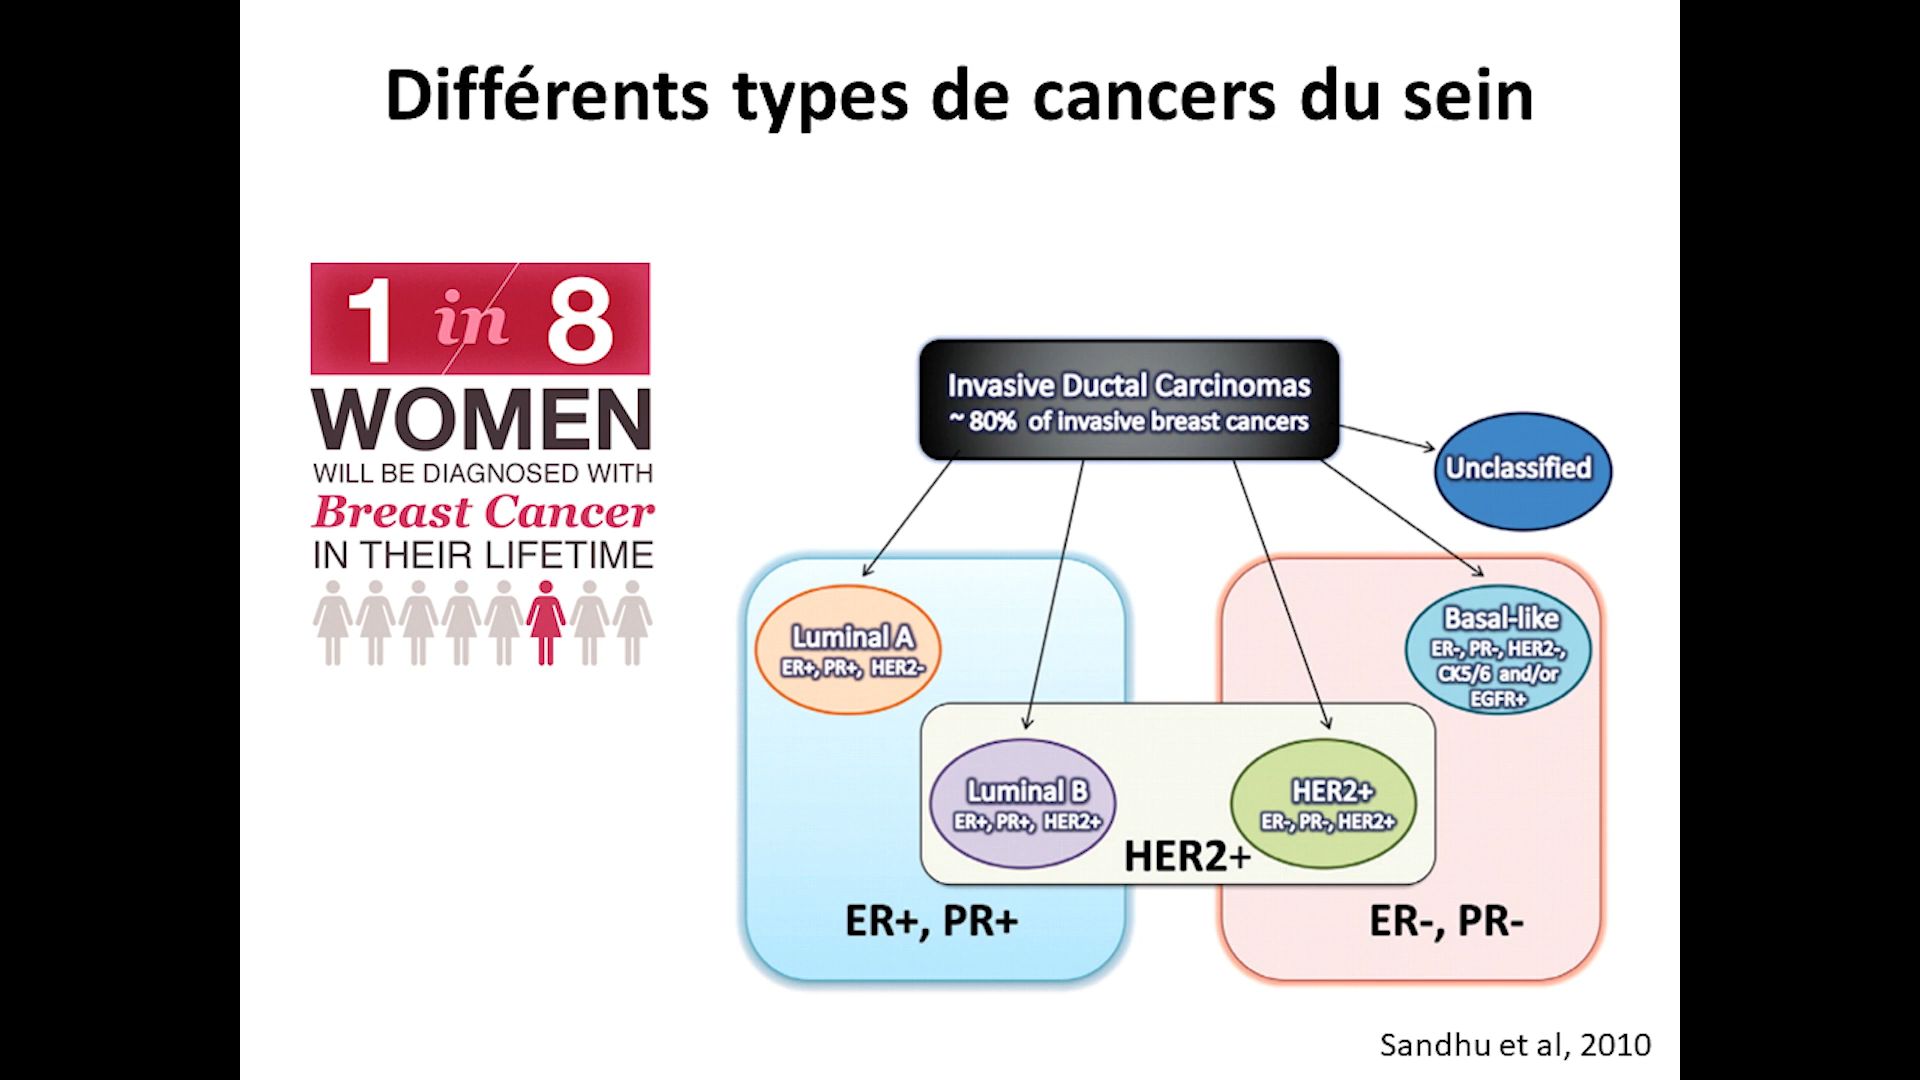 Différents types de cancers du sein
1 in 8
WOMEN
WILL BE DIAGNOSED WITH
Breast Cancer
IN THEIR LIFETIME
Invasive Ductal Carcinomas
~ 80% of invasive breast cancers
Unclassified
Luminal A
ER+, PR+, HER2-
Basal-like
ER-, PR-, HER2-,
CK5/6 and/or
EGFR+
Luminal B
ER+, PR+, HER2+
HER2+
ER-, PR-, HER2+
HER2+
ER+, PR+
ER-, PR-
Sandhu et al, 2010